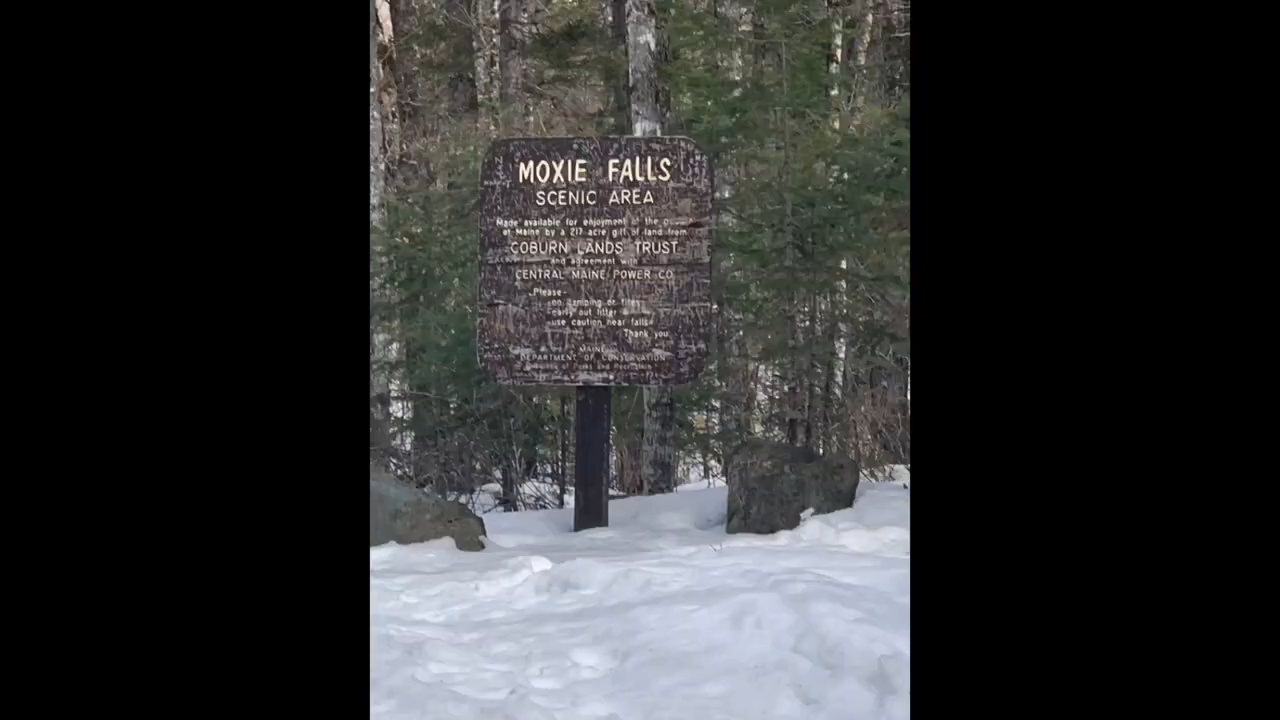 MOXIE FALLS
SCENIC AREA
Made available for enjoyment of the
of Maine by a 217 acre gift of land from
COBURN LANDS TRUST
and agreement with
CENTRAL MAINE POWER CO
Please-
no camping or fires
carry out litter
use caution near falls
Thank you
MAINE
DEPARTMENT OF CONSERVATION
of Parks and Recreation